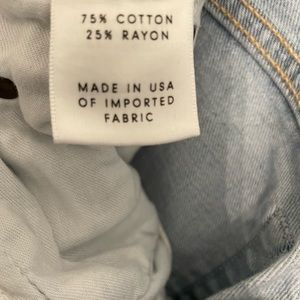 75% COTTON
25% RAYON
MADE IN USA
OF IMPORTED
FABRIC